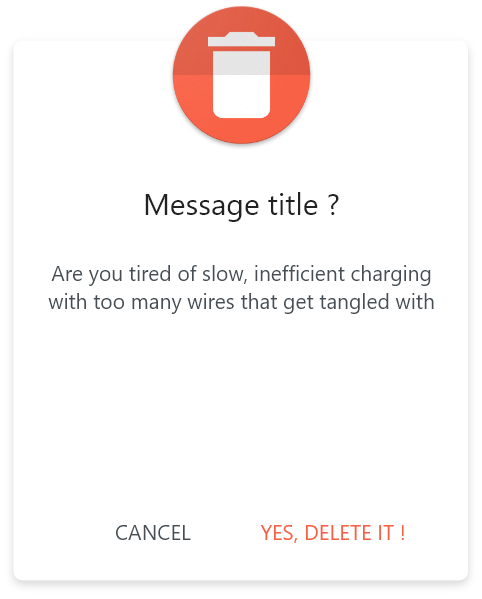 Message title ?
Are you tired of slow, inefficient charging
with too many wires that get tangled with
CANCEL YES, DELETE IT !